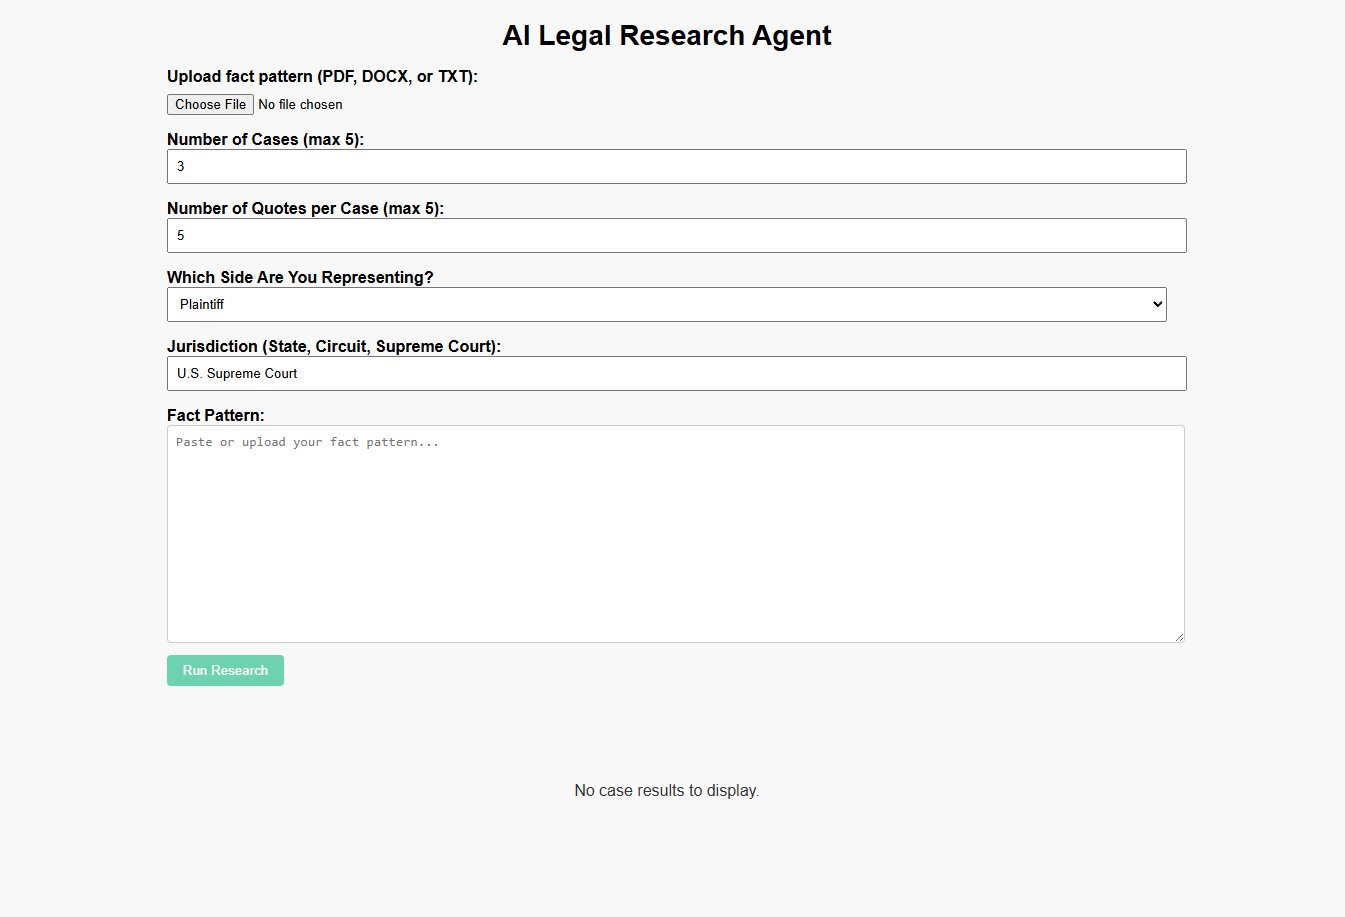 AI Legal Research Agent
Upload fact pattern (PDF, DOCX, or TXT):
Choose File No file chosen
Number of Cases (max 5):
3
Number of Quotes per Case (max 5):
5
Which Side Are You Representing?
Plaintiff
Jurisdiction (State, Circuit, Supreme Court):
U.S. Supreme Court
Fact Pattern:
Paste or upload your fact pattern...
Run Research
No case results to display.